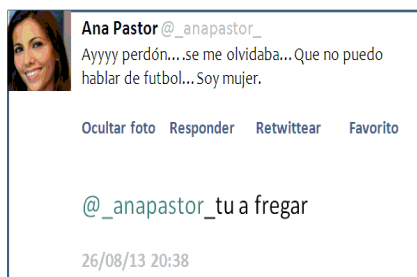 Ana Pastor @_anapastor_
Ayyyy perdón....se me olvidaba...Que no puedo
hablar de futbol...Soy mujer.
Ocultar foto Responder Retwittear Favorito
@_anapastor_tu a fregar
26/08/13 20:38